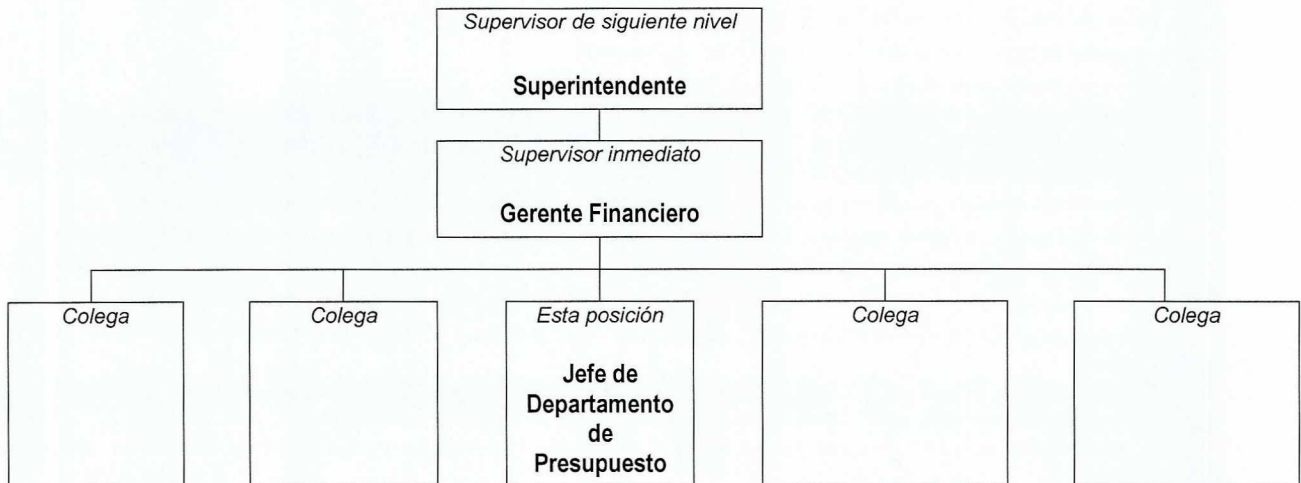 Supervisor de siguiente nivel
Superintendente
Supervisor inmediato
Gerente Financiero
Colega
Colega
Esta posición
Jefe de
Departamento
de
Presupuesto
Colega
Colega